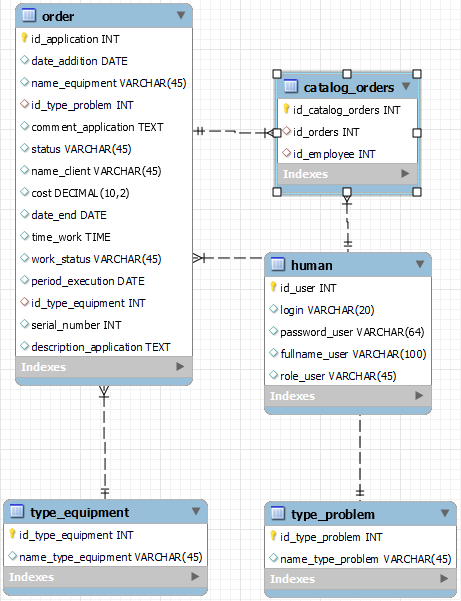 order
id_application INT
date_addition DATE
name_equipment VARCHAR(45)
id_type_problem INT
comment_application TEXT
status VARCHAR(45)
name_client VARCHAR(45)
cost DECIMAL(10,2)
date_end DATE
time_work TIME
work_status VARCHAR(45)
period_execution DATE
id_type_equipment INT
serial_number INT
description_application TEXT
Indexes
catalog_orders
id_catalog_orders INT
id_orders INT
id_employee INT
Indexes
human
id_user INT
login VARCHAR(20)
password_user VARCHAR(64)
fullname_user VARCHAR(100)
role_user VARCHAR(45)
Indexes
type_equipment
id_type_equipment INT
name_type_equipment VARCHAR(45)
Indexes
type_problem
id_type_problem INT
name_type_problem VARCHAR(45)
Indexes